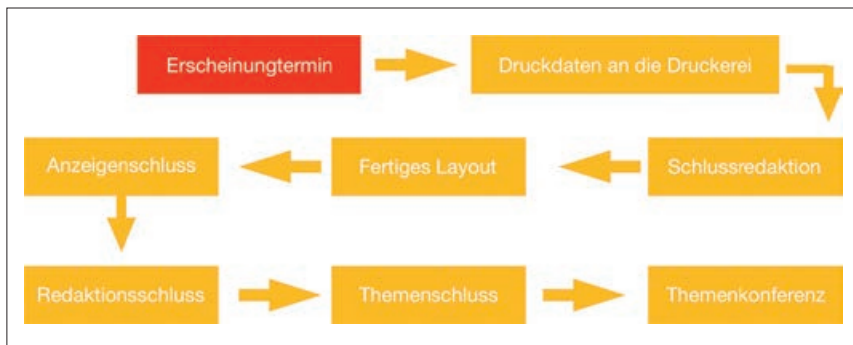 Erscheinungtermin
Druckdaten an die Druckerei
Schlussredaktion
Fertiges Layout
Anzeigenschluss
Redaktionsschluss
Themenschluss
Themenkonferenz